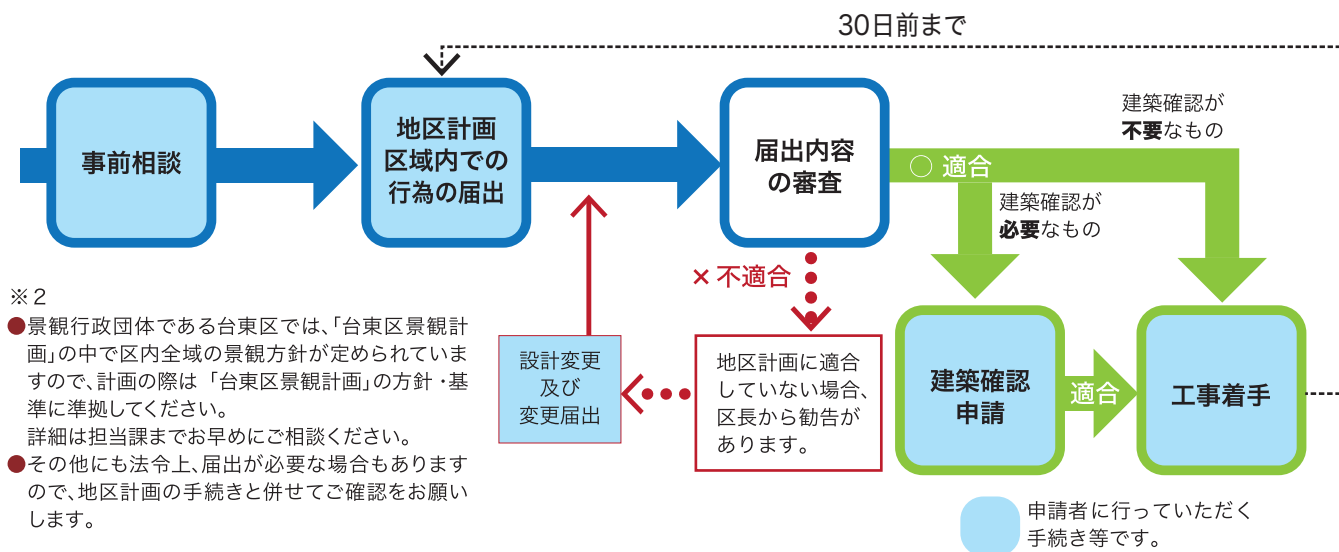 30日前まで
事前相談
地区計画
区域内での
行為の届出
届出内容
の審査
○ 適合
建築確認が
不要なもの
建築確認が
必要なもの
× 不適合
地区計画に適合
していない場合、
区長から勧告が
あります。
設計変更
及び
変更届出
建築確認
申請
適合
工事着手
※2
●景観行政団体である台東区では、「台東区景観計
画」の中で区内全域の景観方針が定められていま
すので、計画の際は「台東区景観計画」の方針・基
準に準拠してください。
詳細は担当課までお早めにご相談ください。
●その他にも法令上、届出が必要な場合もあります
ので、地区計画の手続きと併せてご確認をお願い
します。
申請者に行っていただく
手続き等です。